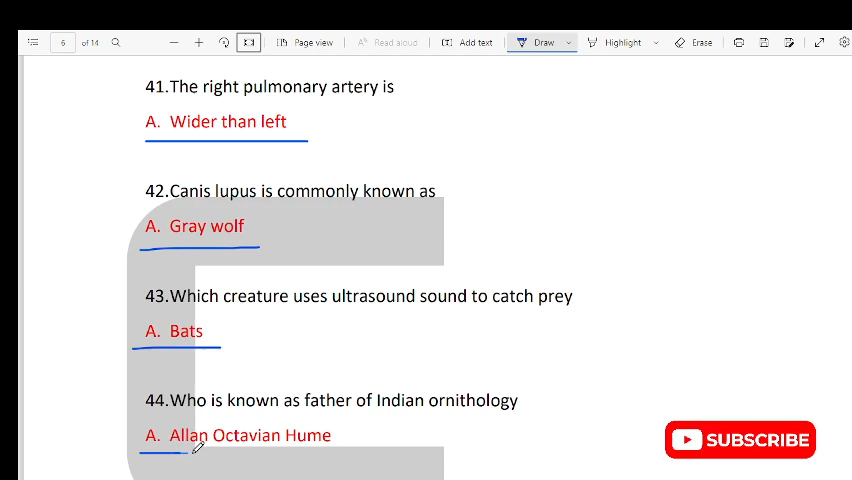 6 of 14 Page view Read aloud Add text Draw Highlight Erase
41.The right pulmonary artery is
A. Wider than left
42.Canis lupus is commonly known as
A. Gray wolf
43.Which creature uses ultrasound sound to catch prey
A. Bats
44.Who is known as father of Indian ornithology
A. Allan Octavian Hume
SUBSCRIBE